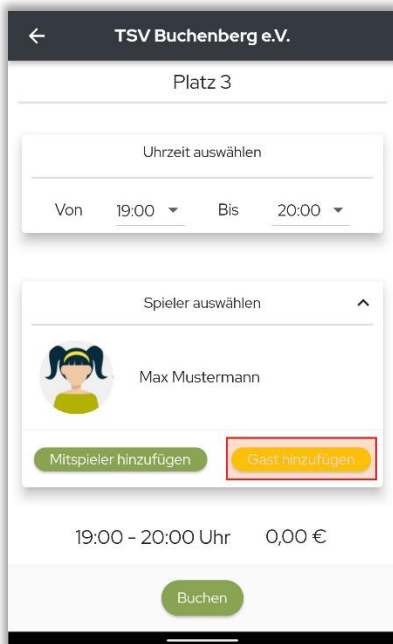 TSV Buchenberg e.V.
Platz 3
Uhrzeit auswählen
Von 19:00 Bis 20:00
Spieler auswählen
Max Mustermann
Mitspieler hinzufügen Gast hinzufügen
19:00 - 20:00 Uhr 0,00 €
Buchen